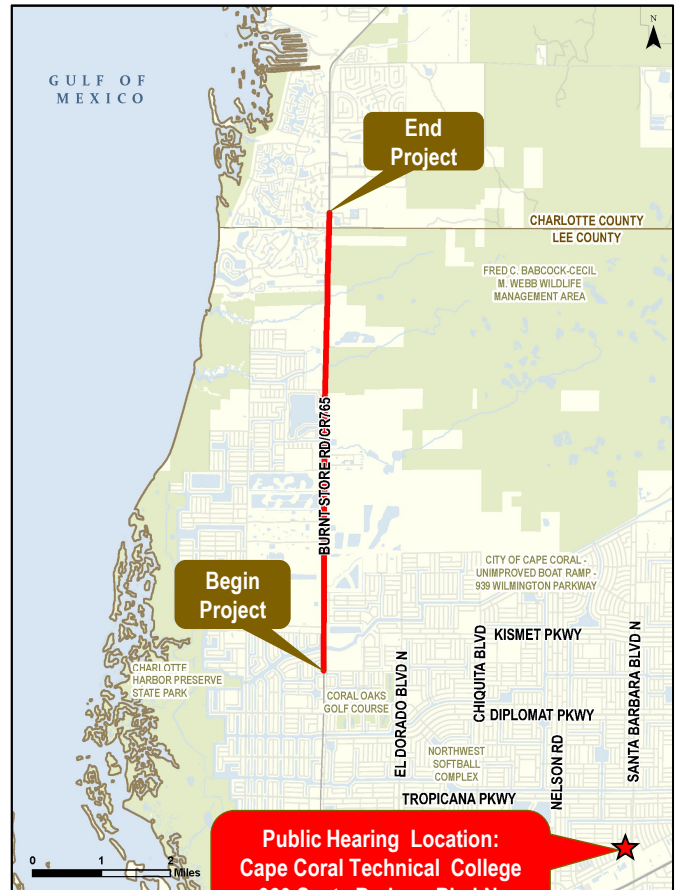 N
GULF OF
MEXICO
End
Project
CHARLOTTE COUNTY
LEE COUNTY
FRED C. BABCOCK-CECIL
M. WEBB WILDLIFE
MANAGEMENT AREA
BURNT STORE RD/CR765
CITY OF CAPE CORAL -
UNIMPROVED BOAT RAMP -
939 WILMINGTON PARKWAY
Begin
Project
KISMET PKWY
CHARLOTTE
HARBOR PRESERVE
STATE PARK
CORAL OAKS
GOLF COURSE
EL DORADO BLVD N
CHIQUITA BLVD
SANTA BARBARA BLVD N
DIPLOMAT PKWY
NELSON RD
NORTHWEST
SOFTBALL
COMPLEX
TROPICANA PKWY
Public Hearing Location:
Cape Coral Technical College
0 1 2
Miles